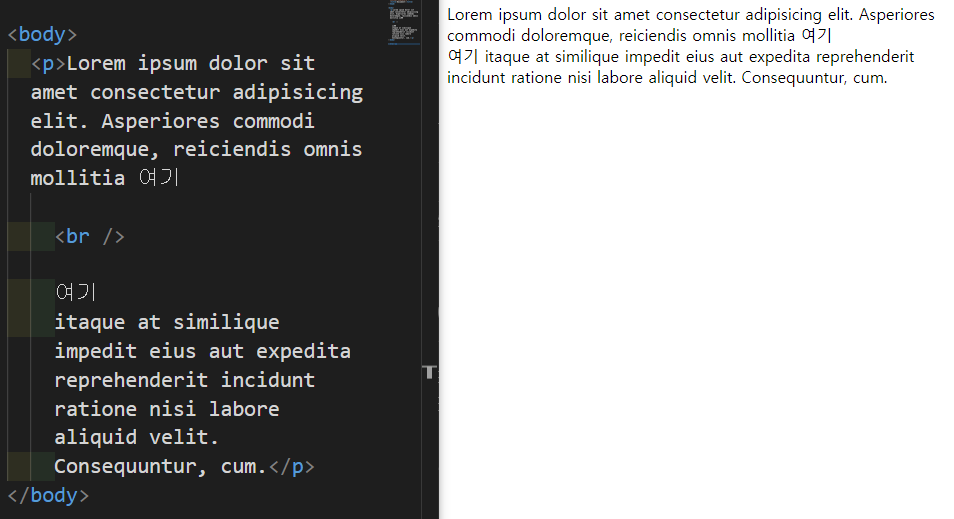 <body>
<p>Lorem ipsum dolor sit
amet consectetur adipisicing
elit. Asperiores commodi
doloremque, reiciendis omnis
mollitia 여기
<br />
여기
itaque at similique
impedit eius aut expedita
reprehenderit incidunt
ratione nisi labore
aliquid velit.
Consequuntur, cum.</p>
</body>
Lorem ipsum dolor sit amet consectetur adipisicing elit. Asperiores
commodi doloremque, reiciendis omnis mollitia 여기
여기 itaque at similique impedit eius aut expedita reprehenderit
incidunt ratione nisi labore aliquid velit. Consequuntur, cum.